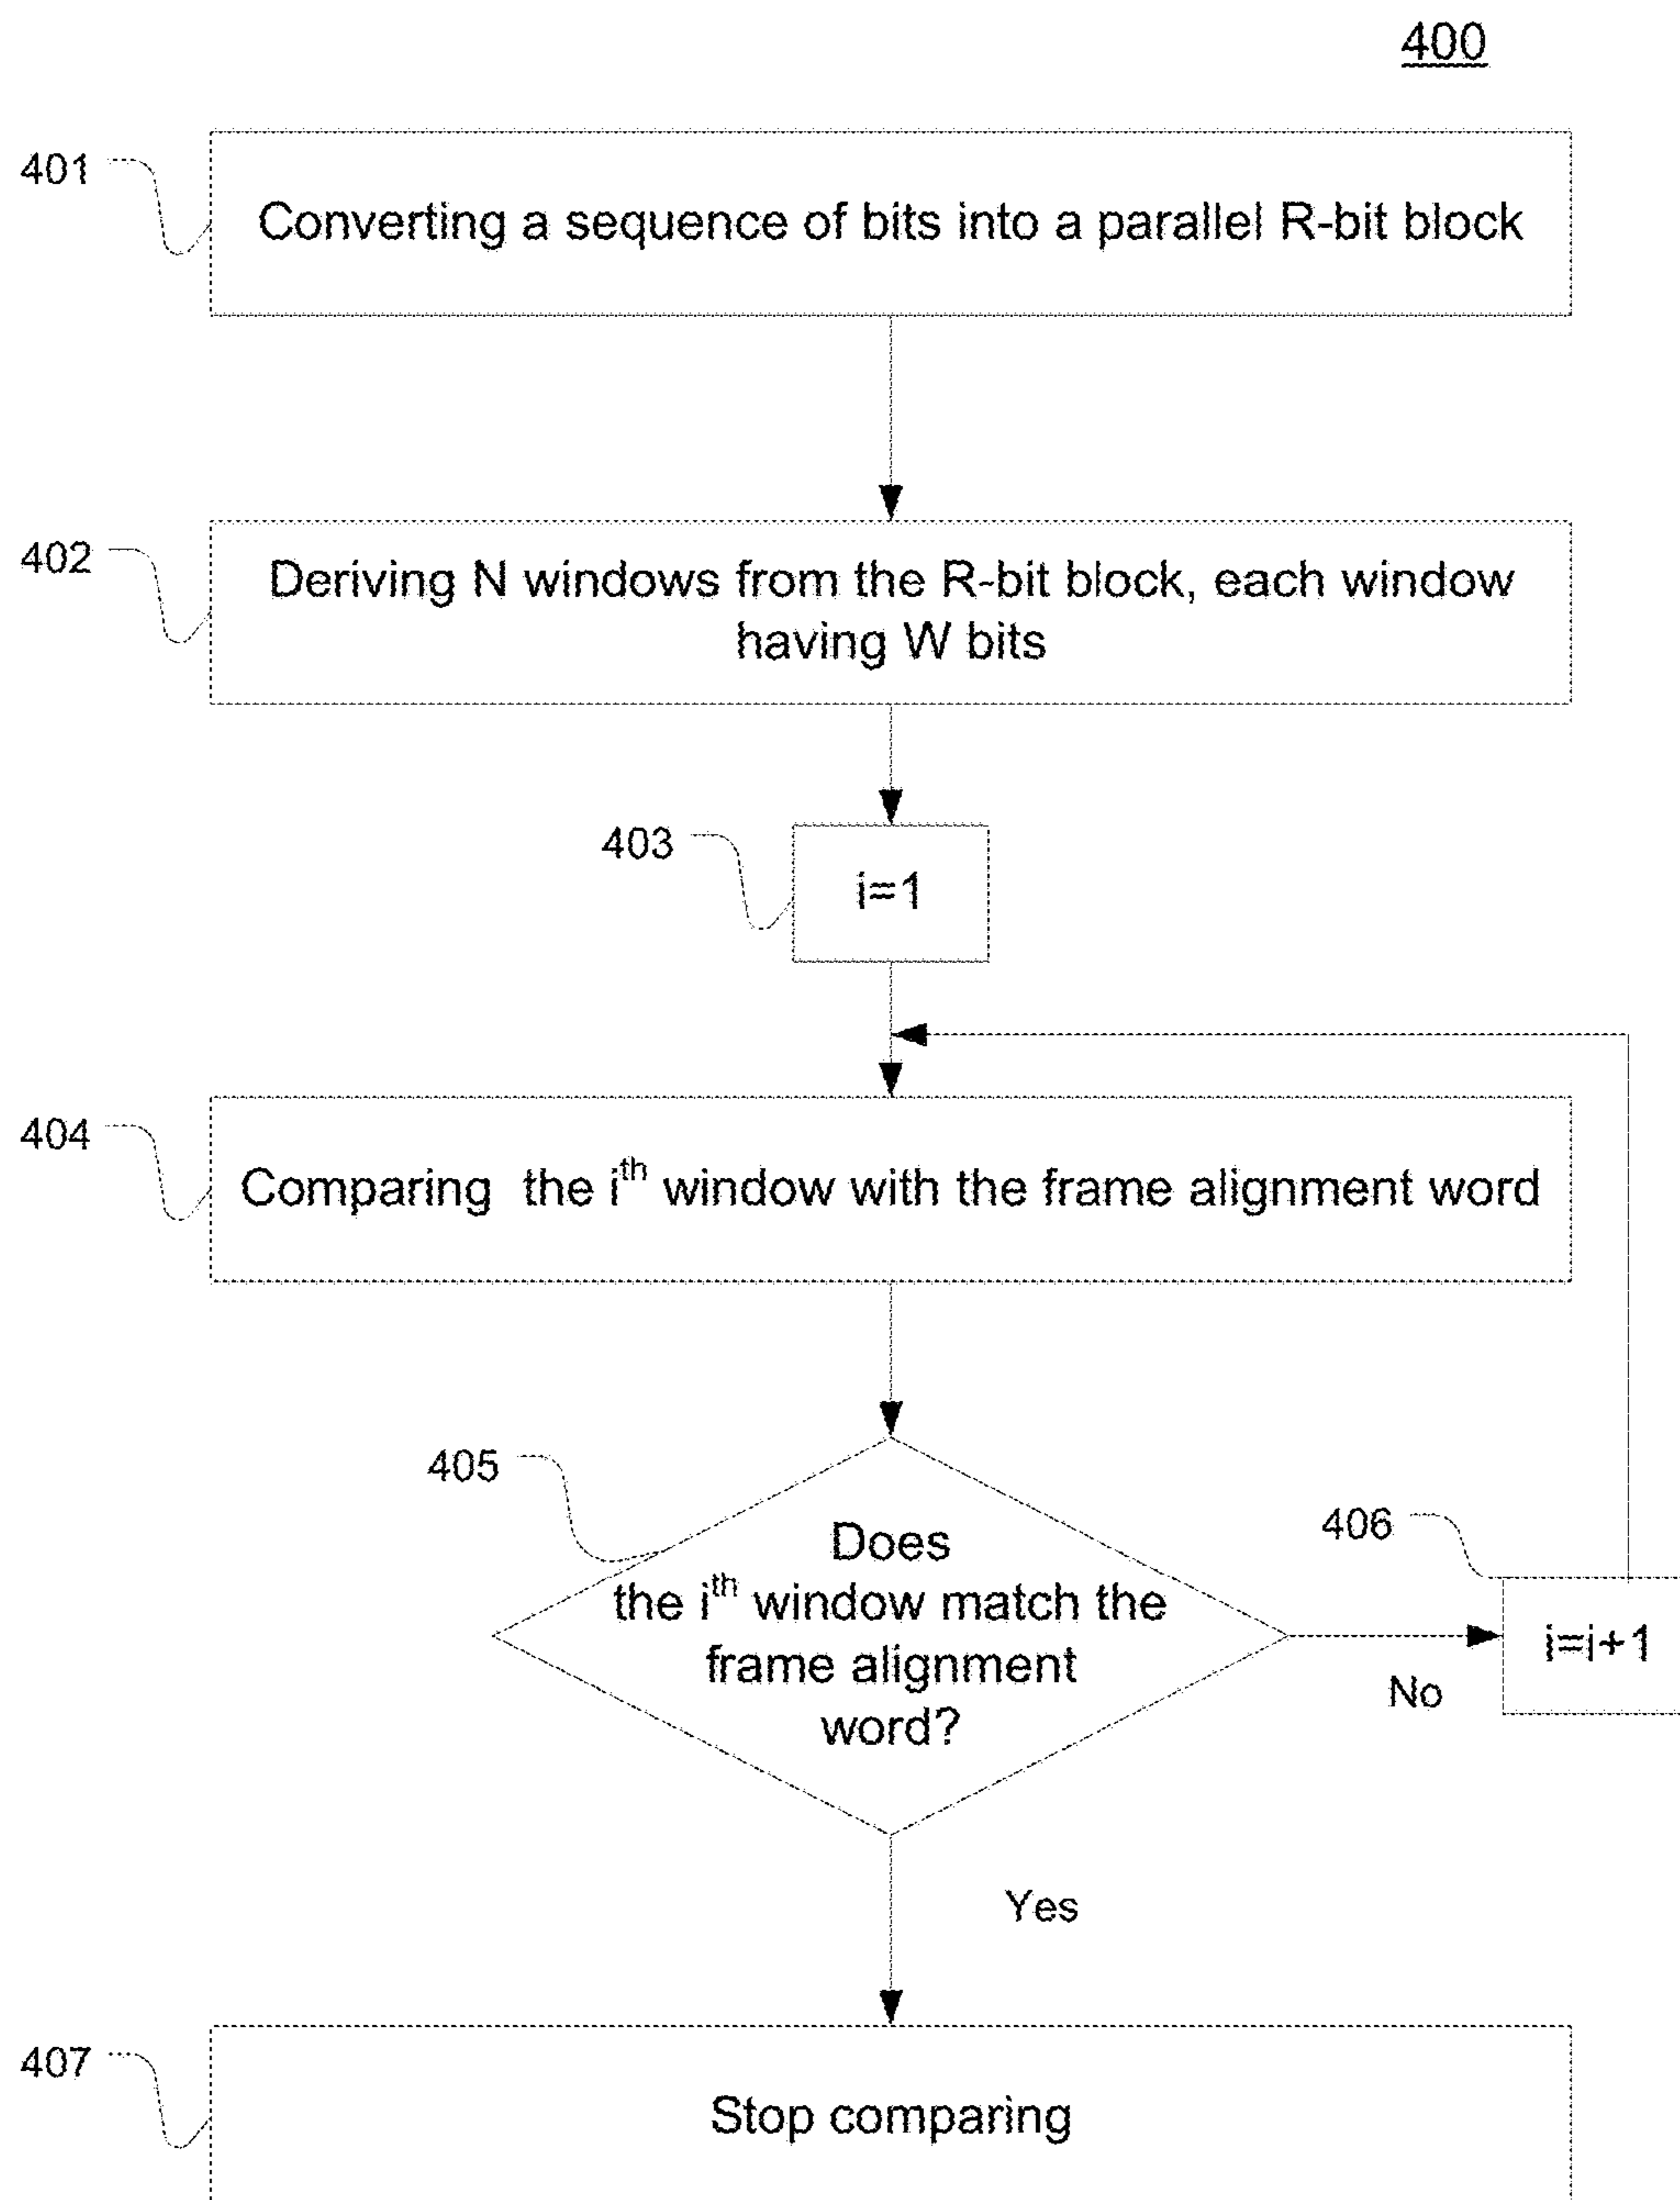 400
401
Converting a sequence of bits into a parallel R-bit block
402
Deriving N windows from the R-bit block, each window
having W bits
403
i=1
404
Comparing the ith window with the frame alignment word
405
Does
the ith window match the
frame alignment
word?
406
i=i+1
No
Yes
407
Stop comparing